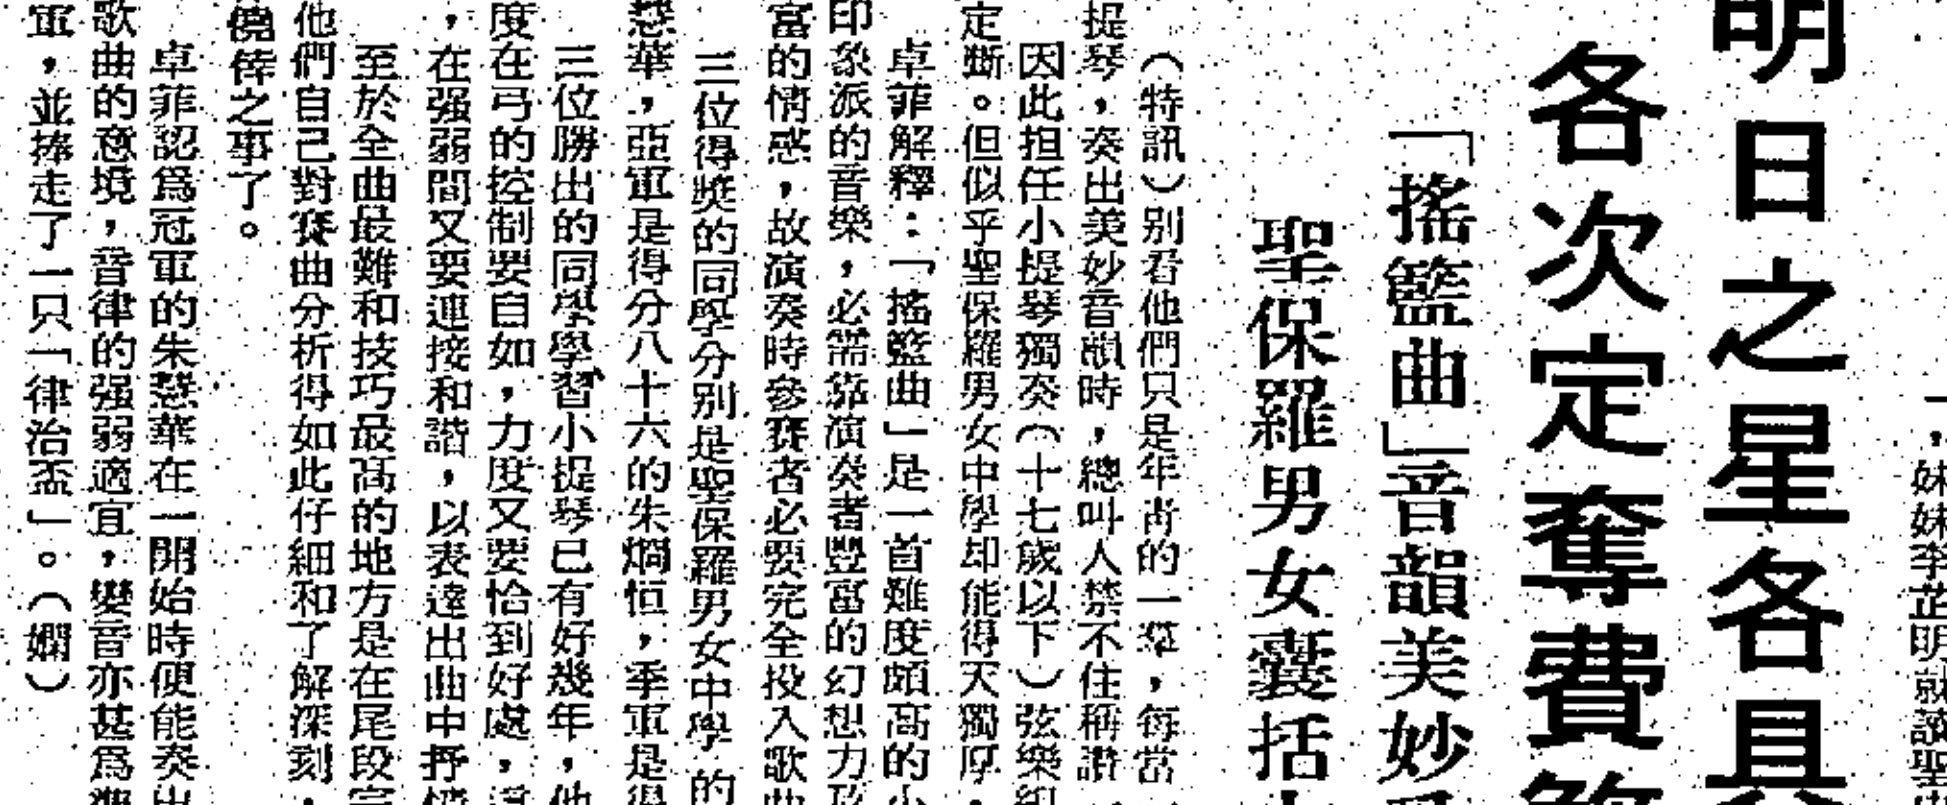 妹妹李芷明就讀聖
明日之星各具
各次定奪費
「搖籃曲」音韻美妙
聖保羅男女囊括
（特訊）別看他們只是年青的一羣，每當
提琴，奏出美妙音韻時，總叫人禁不住稱讚
因此担任小提琴獨奏（十七歲以下）弦樂組
定斷。但似乎聖保羅男女中學却能得天獨厚，
卓菲解釋：「搖籃曲」是一首難度頗高的小
印象派的音樂，必需靠演奏者豐富的幻想力及
富的情感，故演奏時參賽者必要完全投入歌曲
三位得奬的同學分别是聖保羅男女中學的
慧華，亞軍是得分八十六的朱嫻恒，季軍是得
三位勝出的同學學習小提琴已有好幾年，他
度在弓的控制要自如，力度又要恰到好處，
，在强弱間又要連接和諧，以表達出曲中抒情
至於全曲最難和技巧最高的地方是在尾段
他們自己對賽曲分析得如此仔細和了解深刻，
僥倖之事了。
卓菲認爲冠軍的朱慧華在一開始時便能奏出
歌曲的意境，音律的强弱適宜，變音亦甚爲
軍，並捧走了一只「律治盃」。（嫻）